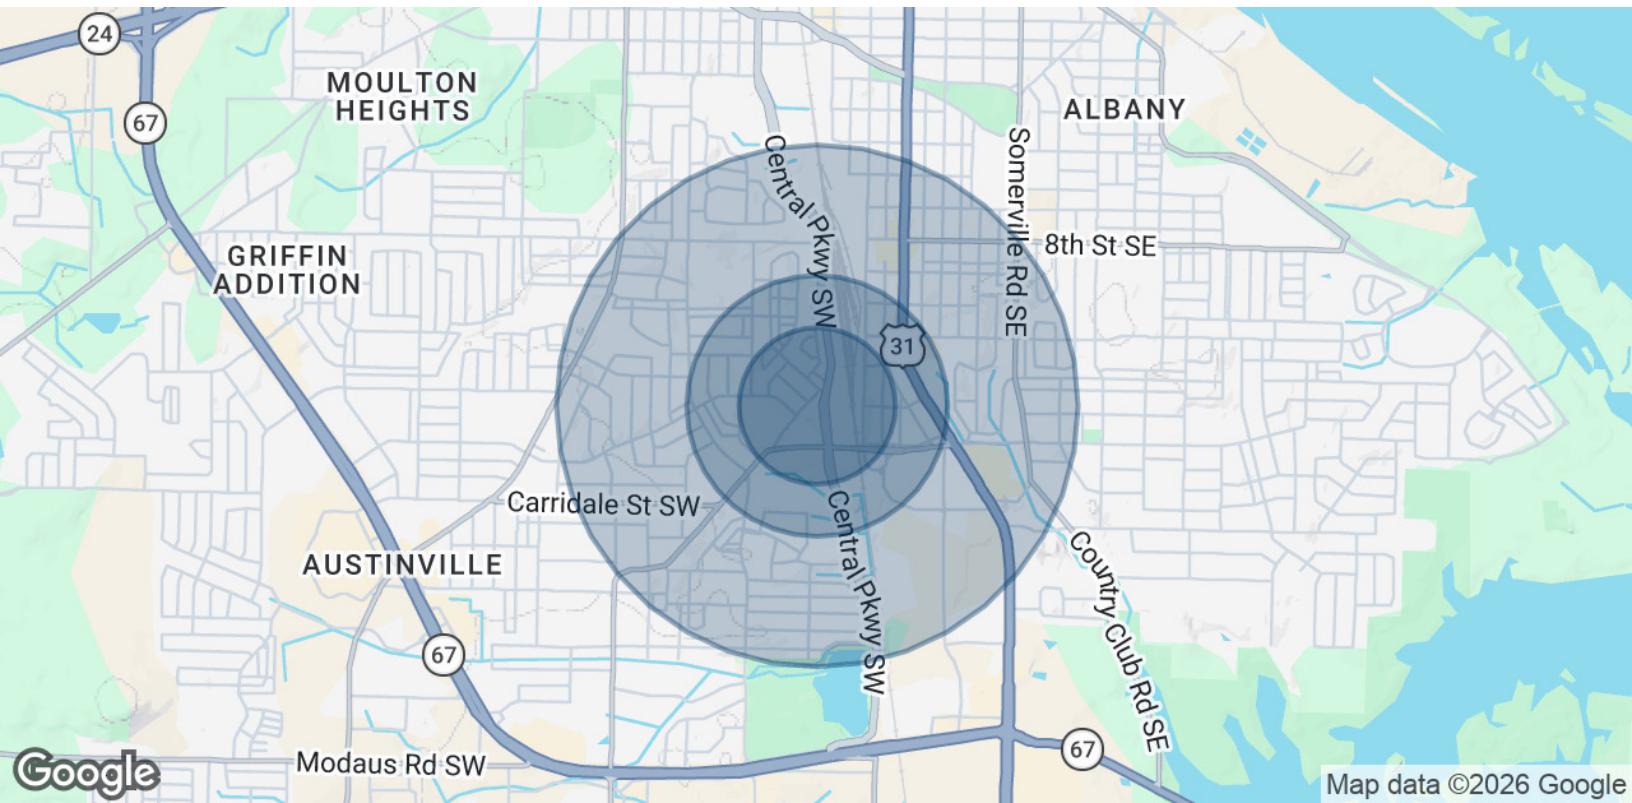 24
MOULTON
HEIGHTS
67
ALBANY
Central Pkwy SW
Somerville Rd SE
8th St SE
GRIFFIN
ADDITION
31
Carridale St SW
Central Pkwy SW
AUSTINVILLE
Country Club Rd SE
67
67
Modaus Rd SW
Google
Map data ©2026 Google